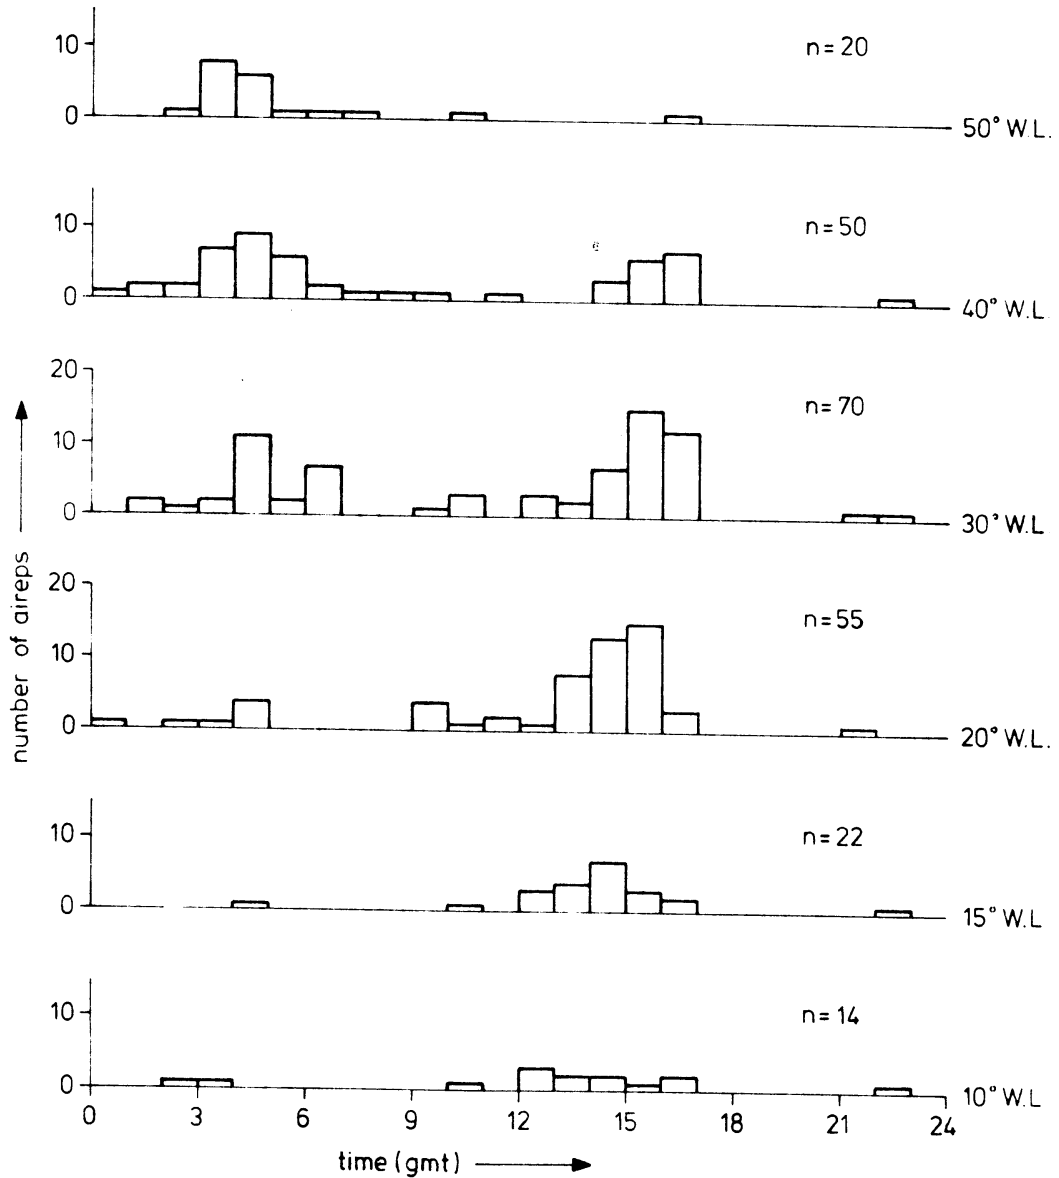 10
n=20
0
50° W.L.
10
n=50
0
40° W.L.
20
n=70
10
0
30° W.L
20
n=55
10
0
20° W.L.
10
n=22
0
15° W.L
10
n=14
0
10° W.L
0 3 6 9 12 15 18 21 24
time (gmt)
number of aireps